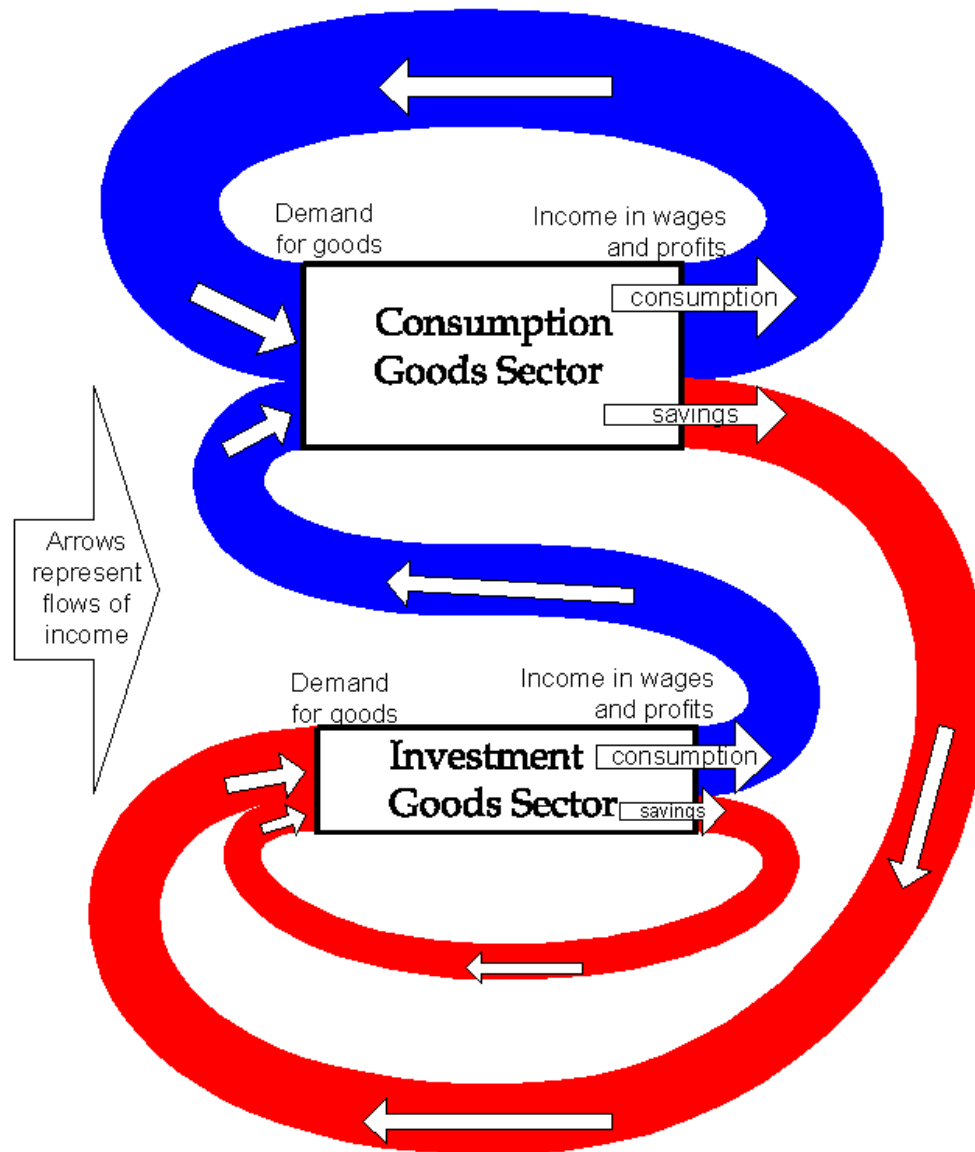 Demand
for goods
Income in wages
and profits
consumption
Consumption
Goods Sector
savings
Arrows
represent
flows of
income
Demand
for goods
Income in wages
and profits
Investment
consumption
Goods Sector
savings